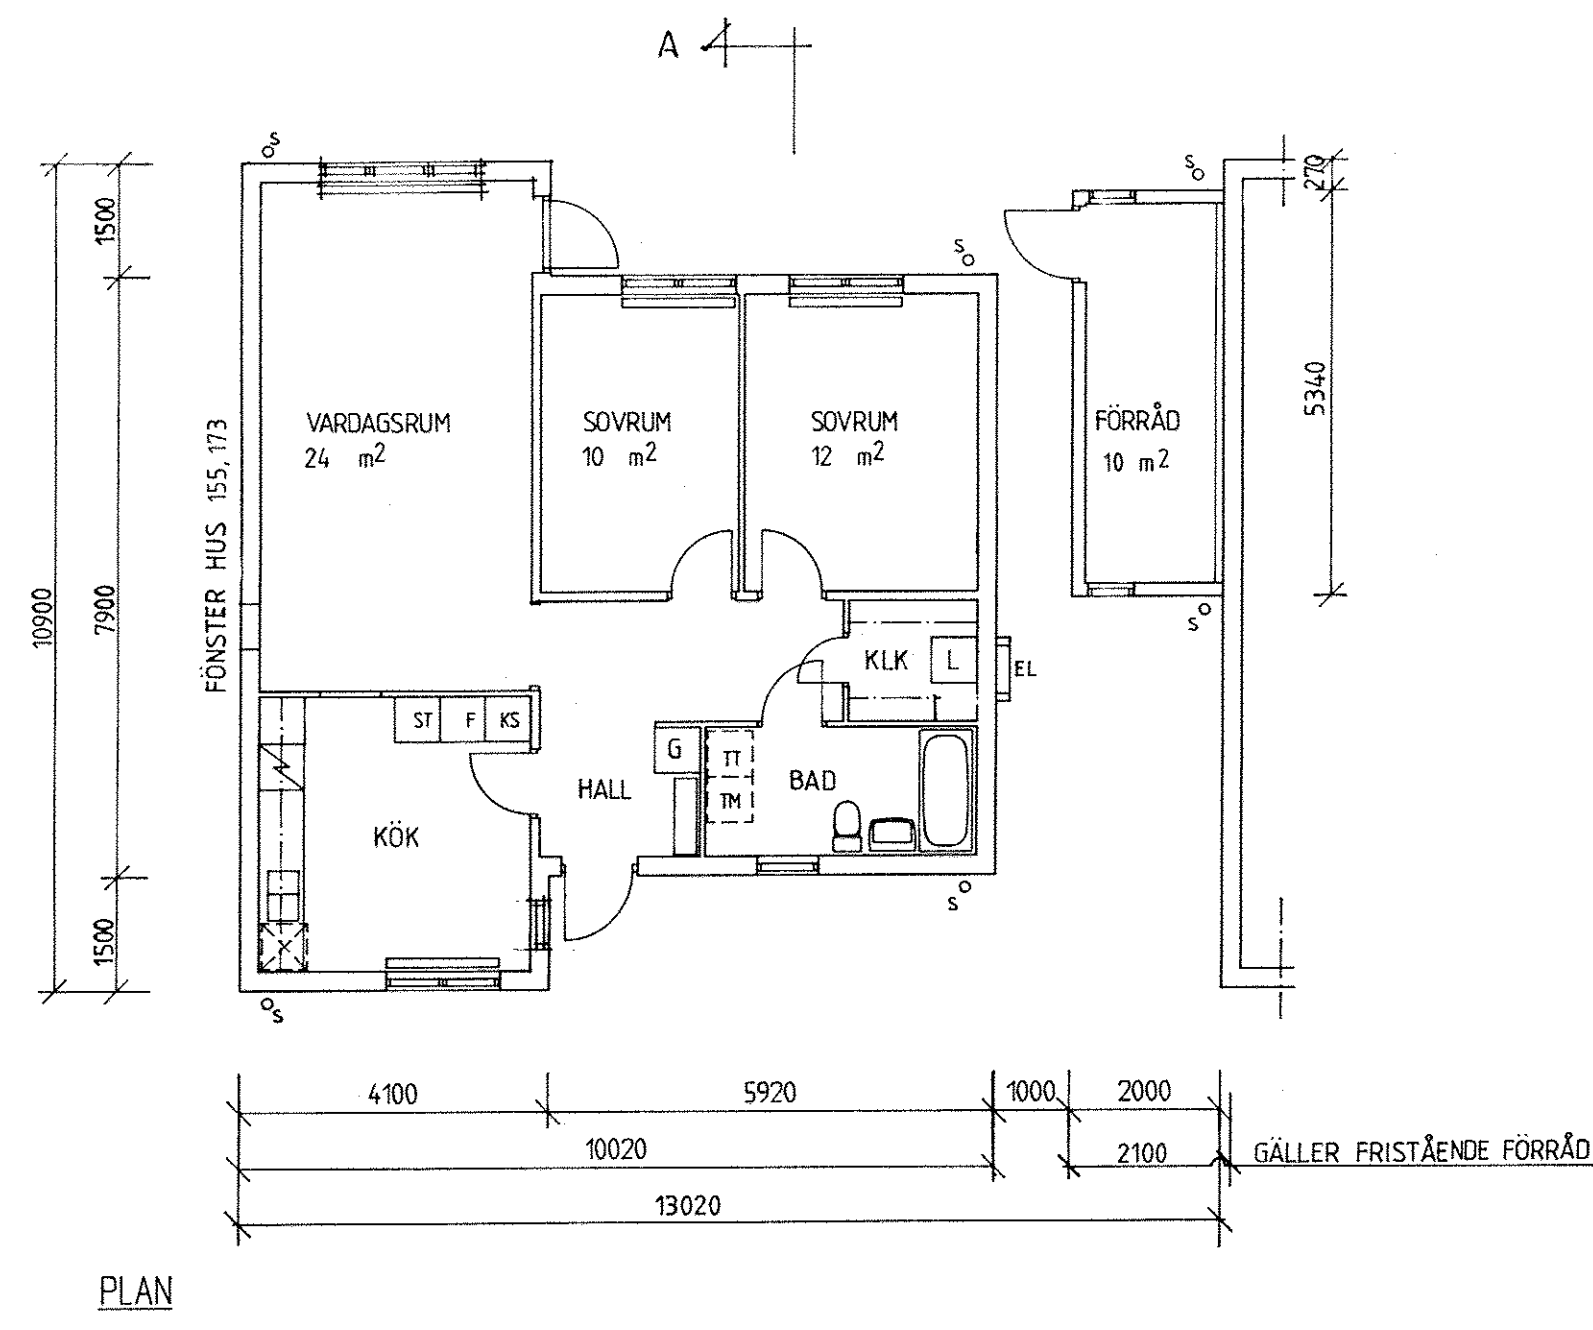 A
S
S
S
270
1500
5340
VARDAGSRUM
24 m²
SOVRUM
10 m²
SOVRUM
12 m²
FÖRRÅD
10 m²
FÖNSTER HUS 155, 173
10900
7900
S
KLK
L
EL
ST
F
KS
G
TT
TM
BAD
HALL
KÖK
1500
S
S
4100
5920
1000
2000
10020
2100
GÄLLER FRISTÅENDE FÖRRÅD
13020
PLAN